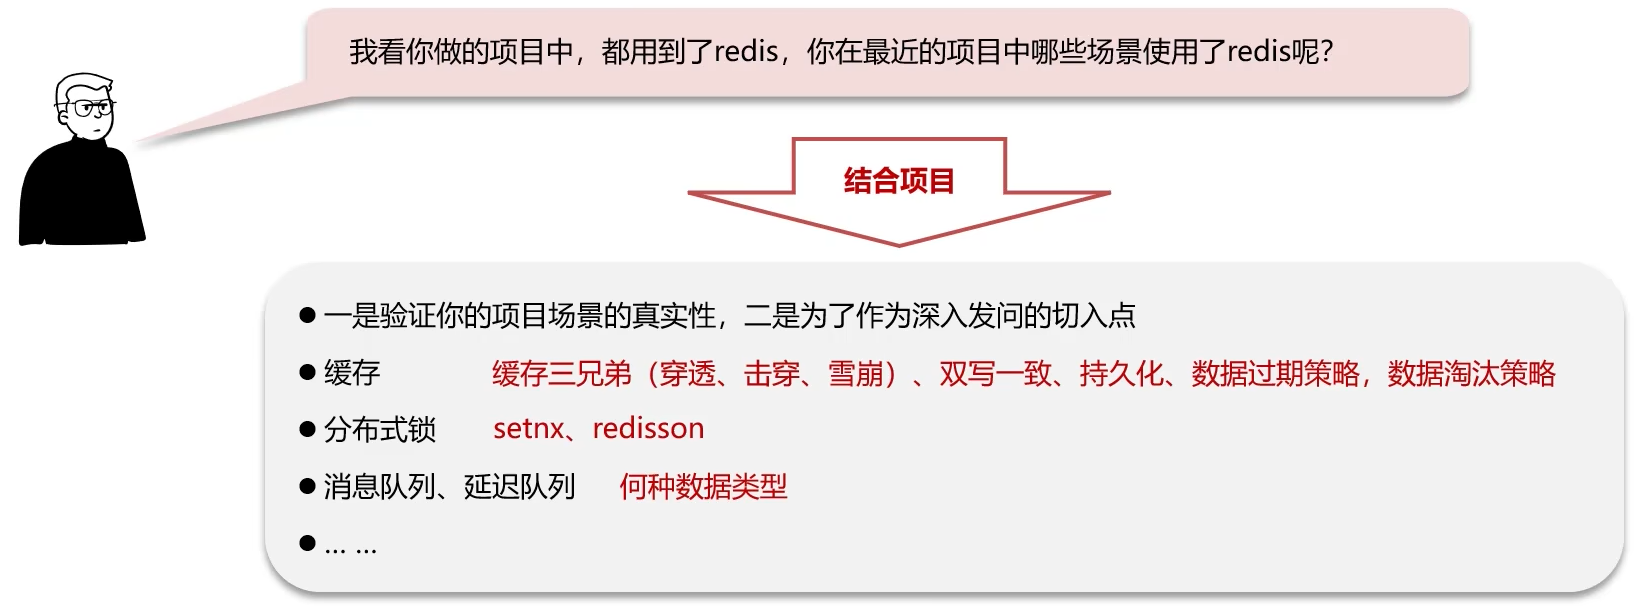 我看你做的项目中，都用到了redis，你在最近的项目中哪些场景使用了redis呢？
结合项目
● 一是验证你的项目场景的真实性，二是为了作为深入发问的切入点
● 缓存 缓存三兄弟（穿透、击穿、雪崩）、双写一致、持久化、数据过期策略，数据淘汰策略
● 分布式锁 setnx、redisson
● 消息队列、延迟队列 何种数据类型
● … …